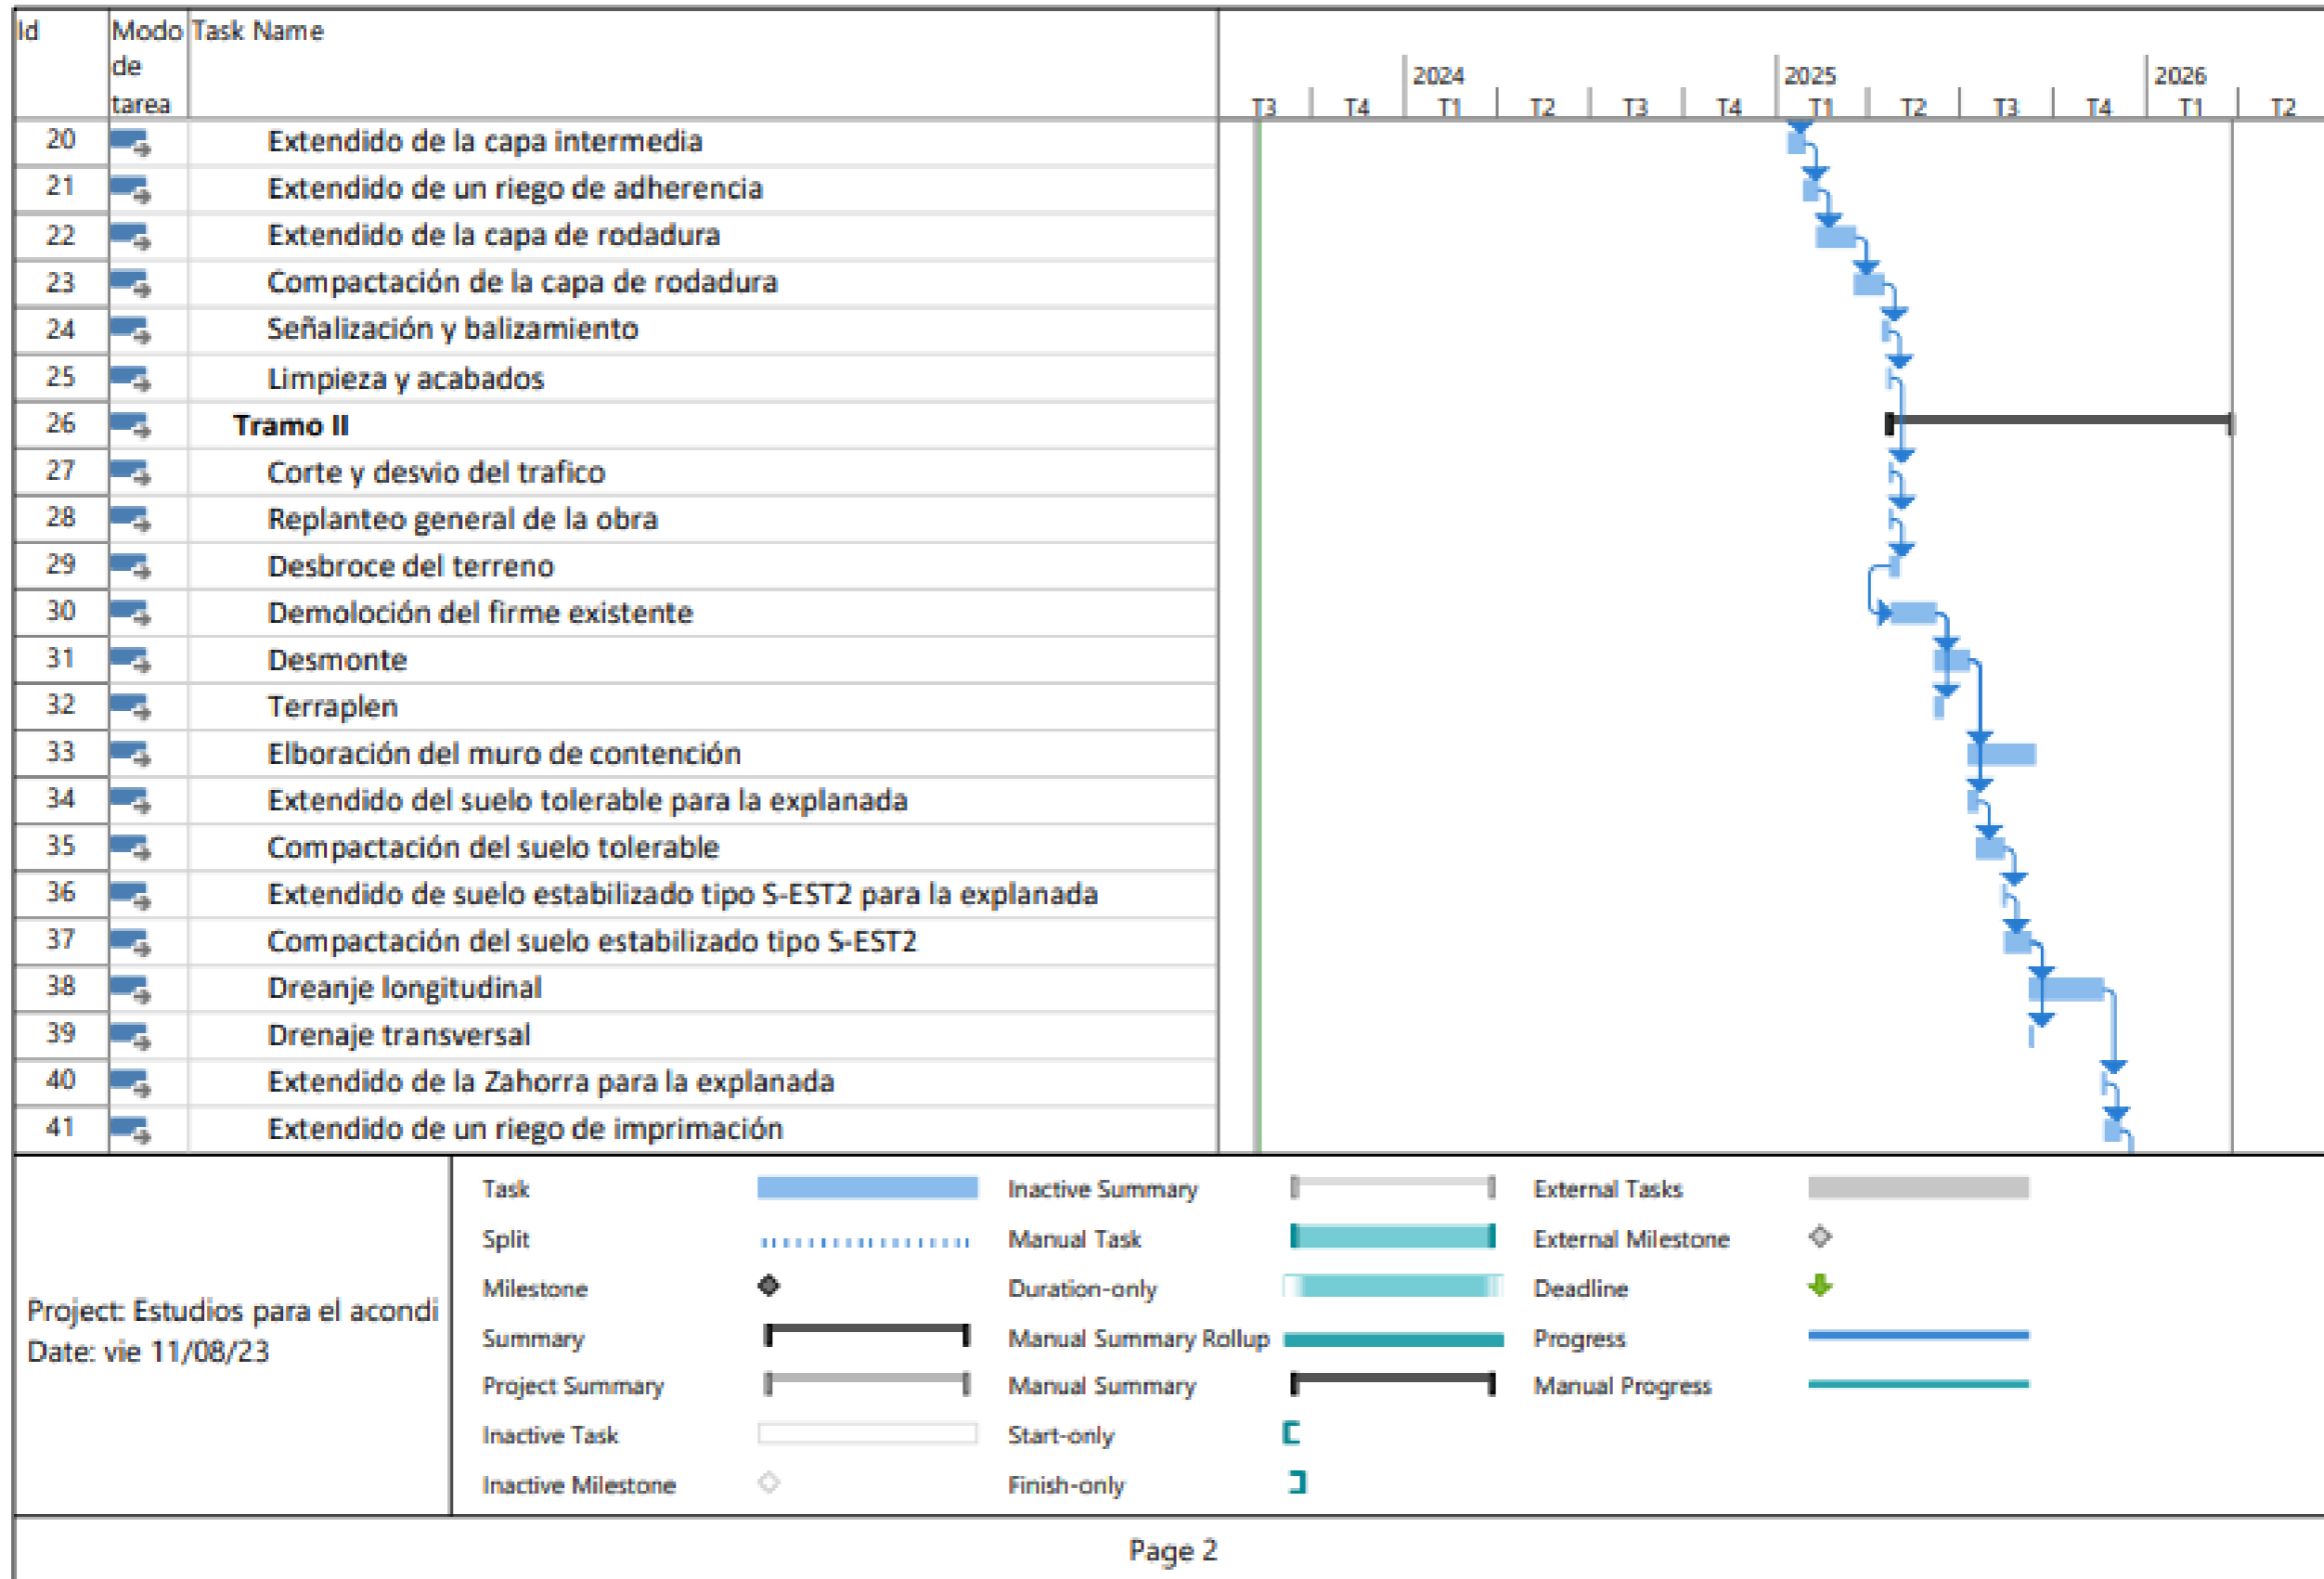 Id Modo de tarea Task Name
2024 2025 2026
T3 T4 T1 T2 T3 T4 T1 T2 T3 T4 T1 T2
20 Extendido de la capa intermedia
21 Extendido de un riego de adherencia
22 Extendido de la capa de rodadura
23 Compactación de la capa de rodadura
24 Señalización y balizamiento
25 Limpieza y acabados
26 Tramo II
27 Corte y desvio del trafico
28 Replanteo general de la obra
29 Desbroce del terreno
30 Demoloción del firme existente
31 Desmonte
32 Terraplen
33 Elboración del muro de contención
34 Extendido del suelo tolerable para la explanada
35 Compactación del suelo tolerable
36 Extendido de suelo estabilizado tipo S-EST2 para la explanada
37 Compactación del suelo estabilizado tipo S-EST2
38 Dreanje longitudinal
39 Drenaje transversal
40 Extendido de la Zahorra para la explanada
41 Extendido de un riego de imprimación
Project: Estudios para el acondi
Date: vie 11/08/23
Task Inactive Summary External Tasks
Split Manual Task External Milestone
Milestone Duration-only Deadline
Summary Manual Summary Rollup Progress
Project Summary Manual Summary Manual Progress
Inactive Task Start-only
Inactive Milestone Finish-only
Page 2